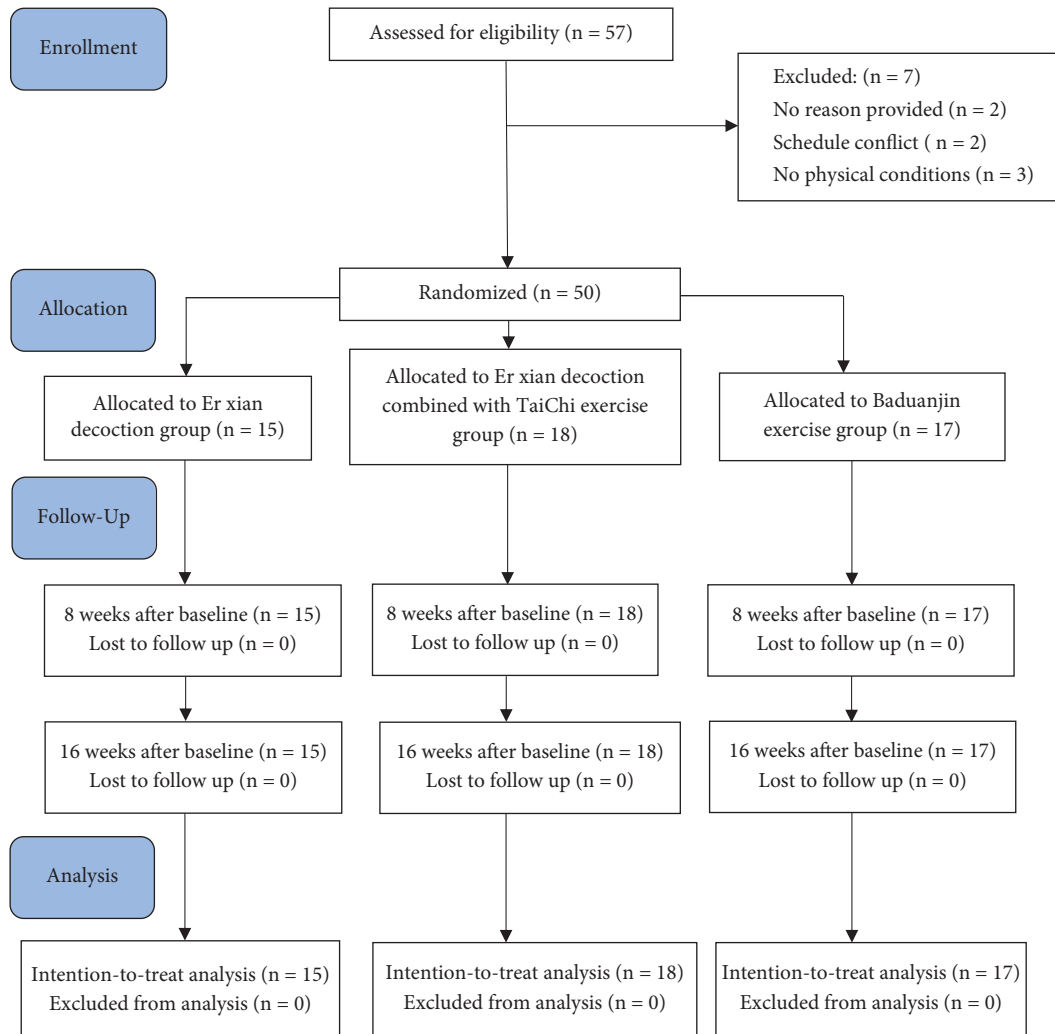 Enrollment
Assessed for eligibility (n = 57)
Excluded: (n = 7)
No reason provided (n = 2)
Schedule conflict ( n = 2)
No physical conditions (n = 3)
Allocation
Randomized (n = 50)
Allocated to Er xian
decoction group (n = 15)
Allocated to Er xian decoction
combined with TaiChi exercise
group (n = 18)
Allocated to Baduanjin
exercise group (n = 17)
Follow-Up
8 weeks after baseline (n = 15)
Lost to follow up (n = 0)
8 weeks after baseline (n = 18)
Lost to follow up (n = 0)
8 weeks after baseline (n = 17)
Lost to follow up (n = 0)
16 weeks after baseline (n = 15)
Lost to follow up (n = 0)
16 weeks after baseline (n = 18)
Lost to follow up (n = 0)
16 weeks after baseline (n = 17)
Lost to follow up (n = 0)
Analysis
Intention-to-treat analysis (n = 15)
Excluded from analysis (n = 0)
Intention-to-treat analysis (n = 18)
Excluded from analysis (n = 0)
Intention-to-treat analysis (n = 17)
Excluded from analysis (n = 0)